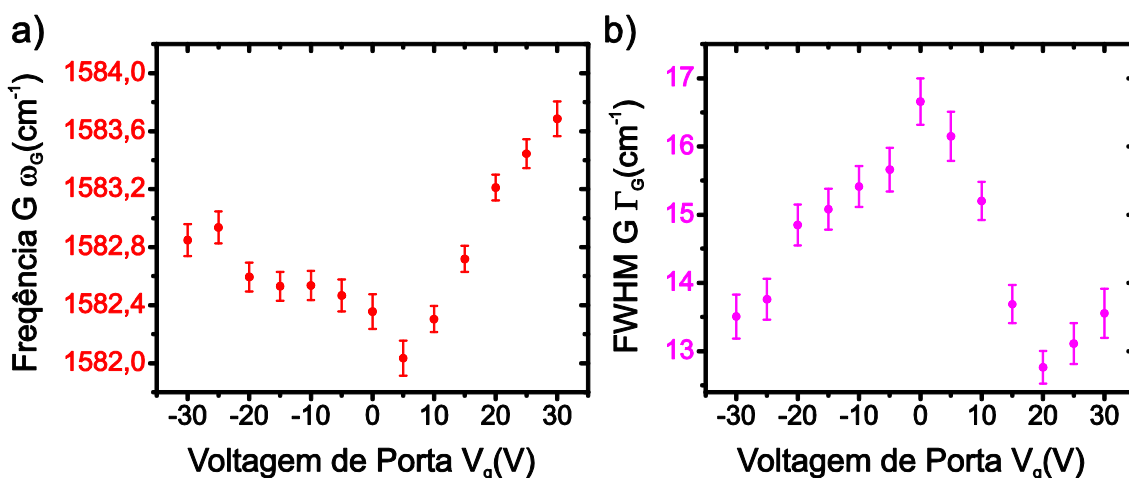 a)
Freqência G ω_G(cm⁻¹)
1584,0
1583,6
1583,2
1582,8
1582,4
1582,0
-30 -20 -10 0 10 20 30
Voltagem de Porta V_g(V)
b)
FWHM G Γ_G(cm⁻¹)
17
16
15
14
13
-30 -20 -10 0 10 20 30
Voltagem de Porta V_g(V)